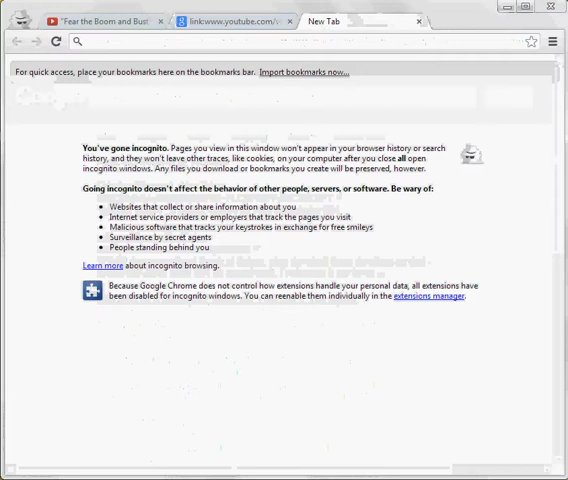 "Fear the Boom and Bust
link:www.youtube.com/
New Tab
For quick access, place your bookmarks here on the bookmarks bar. Import bookmarks now...
You've gone incognito. Pages you view in this window won't appear in your browser history or search
history, and they won't leave other traces, like cookies, on your computer after you close all open
incognito windows. Any files you download or bookmarks you create will be preserved, however.
Going incognito doesn't affect the behavior of other people, servers, or software. Be wary of:
• Websites that collect or share information about you
• Internet service providers or employers that track the pages you visit
• Malicious software that tracks your keystrokes in exchange for free smileys
• Surveillance by secret agents
• People standing behind you
Learn more about incognito browsing.
Because Google Chrome does not control how extensions handle your personal data, all extensions have
been disabled for incognito windows. You can reenable them individually in the extensions manager.